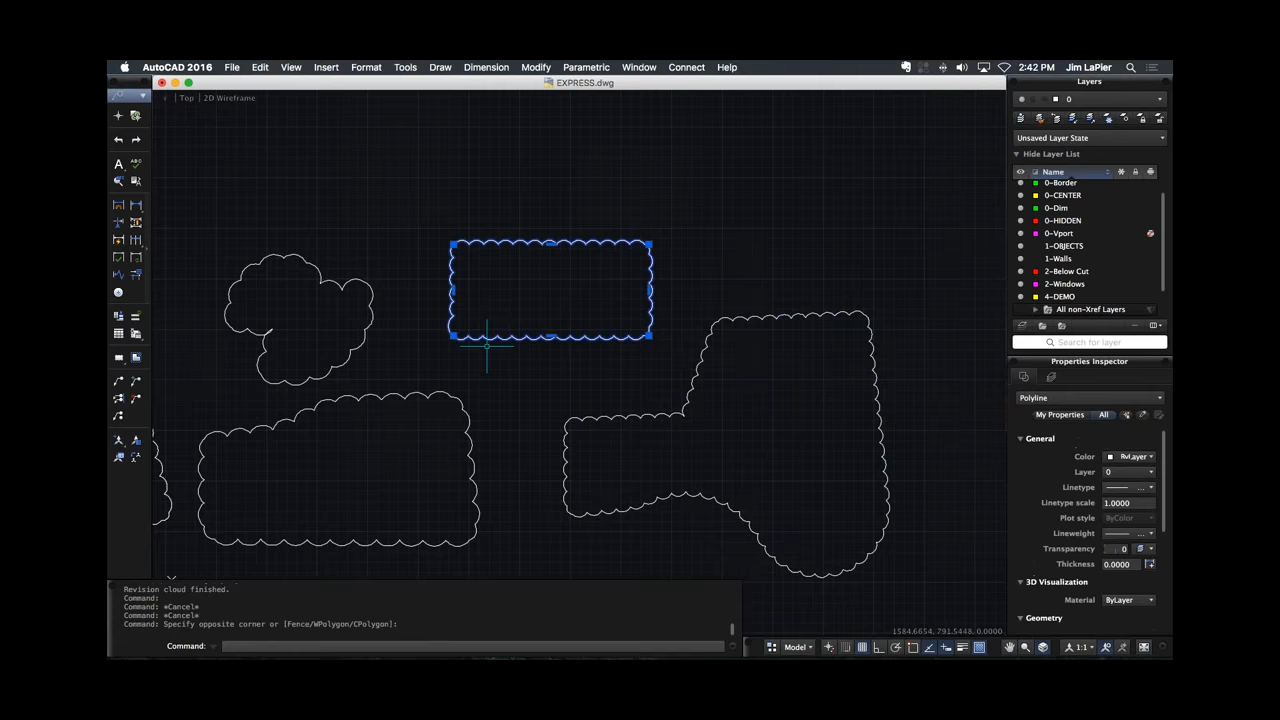 AutoCAD 2016 File Edit View Insert Format Tools Draw Dimension Modify Parametric Window Connect Help 2:42 PM Jim LaPier
EXPRESS.dwg
Top 2D Wireframe
Layers
0
Unsaved Layer State
Hide Layer List
Name
0-Border
0-CENTER
0-Dim
0-HIDDEN
0-Vport
1-OBJECTS
1-Walls
2-Below Cut
2-Windows
4-DEMO
All non-Xref Layers
Search for layer
Properties Inspector
Polyline
My Properties All
General
Color ByLayer
Layer 0
Linetype ...
Linetype scale 1.0000
Plot style ByColor
Lineweight ...
Transparency 0
Thickness 0.0000
3D Visualization
Material ByLayer
Geometry
A ABC
Revision cloud finished.
Command:
Command: *Cancel*
Command: *Cancel*
Command: Specify opposite corner or [Fence/WPolygon/CPolygon]:
Command:
1584.6654, 791.5448, 0.0000
Model 1:1